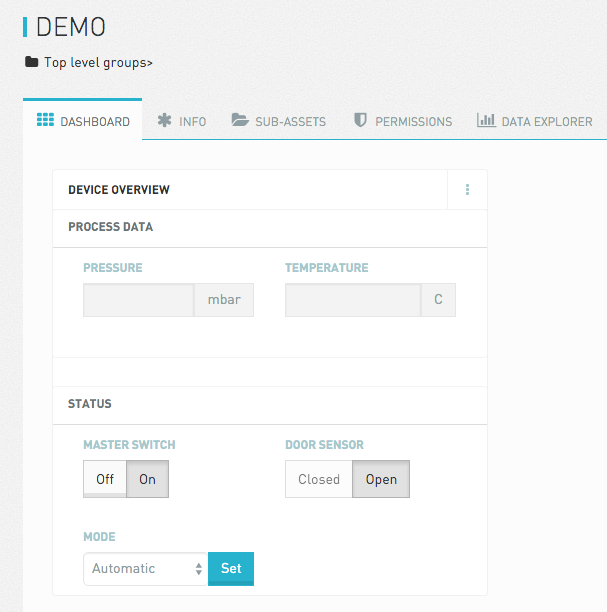 DEMO
Top level groups>
DASHBOARD INFO SUB-ASSETS PERMISSIONS DATA EXPLORER
DEVICE OVERVIEW
PROCESS DATA
PRESSURE TEMPERATURE
mbar C
STATUS
MASTER SWITCH DOOR SENSOR
Off On Closed Open
MODE
Automatic Set